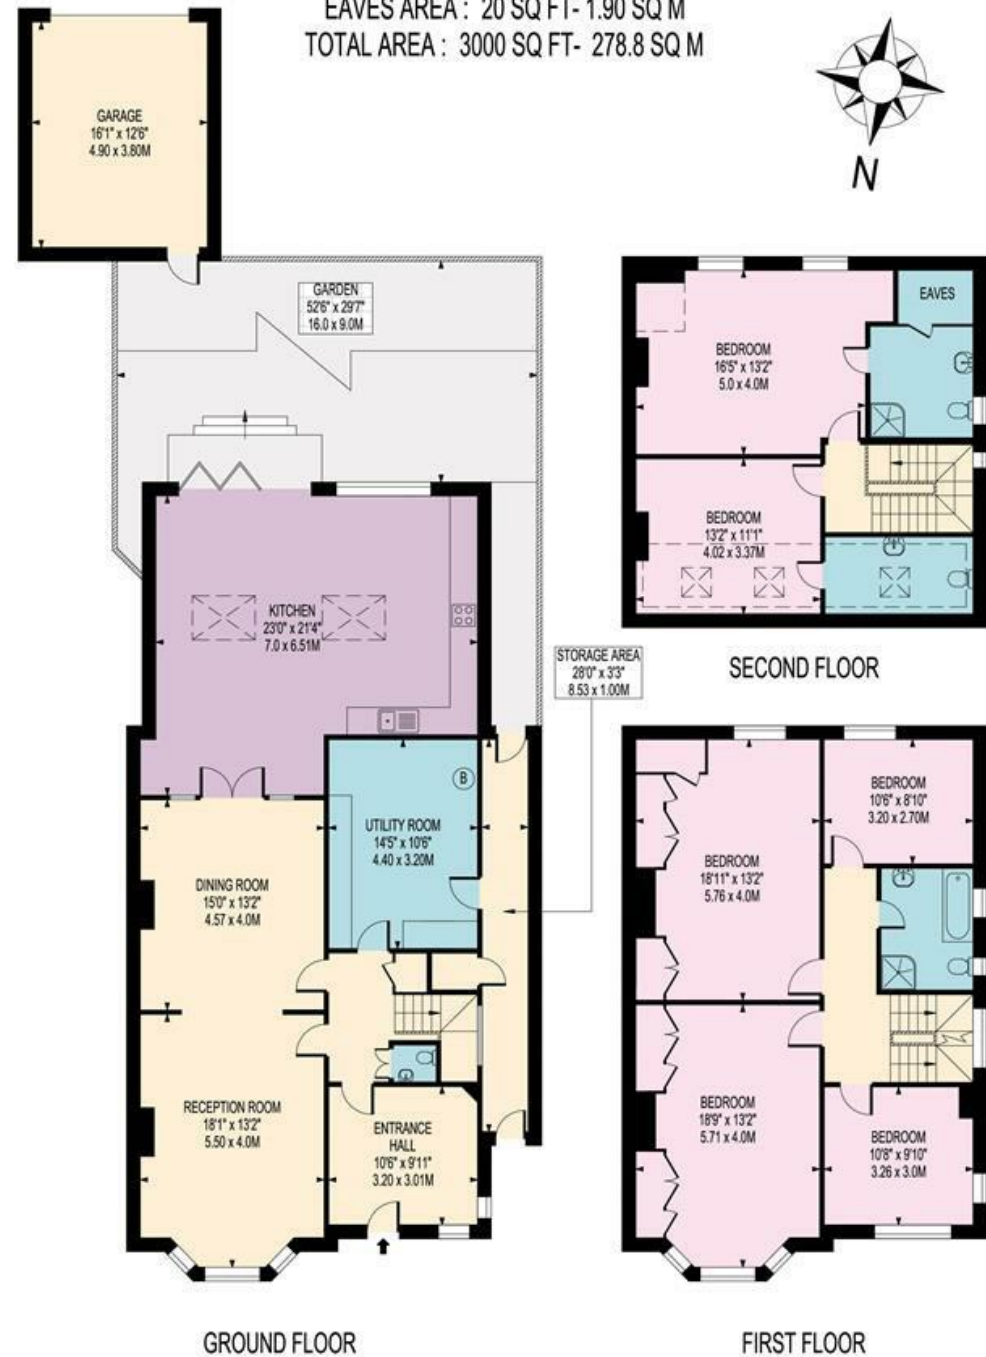 EAVES AREA : 20 SQ FT- 1.90 SQ M
TOTAL AREA : 3000 SQ FT- 278.8 SQ M
N
GARAGE
16'1" x 12'6"
4.90 x 3.80M
GARDEN
52'6" x 29'7"
16.0 x 9.0M
KITCHEN
23'0" x 21'4"
7.0 x 6.51M
STORAGE AREA
28'0" x 3'3"
8.53 x 1.00M
B
UTILITY ROOM
14'5" x 10'6"
4.40 x 3.20M
DINING ROOM
15'0" x 13'2"
4.57 x 4.0M
RECEPTION ROOM
18'1" x 13'2"
5.50 x 4.0M
ENTRANCE
HALL
10'6" x 9'11"
3.20 x 3.01M
GROUND FLOOR
EAVES
BEDROOM
16'5" x 13'2"
5.0 x 4.0M
BEDROOM
13'2" x 11'1"
4.02 x 3.37M
SECOND FLOOR
BEDROOM
10'6" x 8'10"
3.20 x 2.70M
BEDROOM
18'11" x 13'2"
5.76 x 4.0M
BEDROOM
18'9" x 13'2"
5.71 x 4.0M
BEDROOM
10'8" x 9'10"
3.26 x 3.0M
FIRST FLOOR